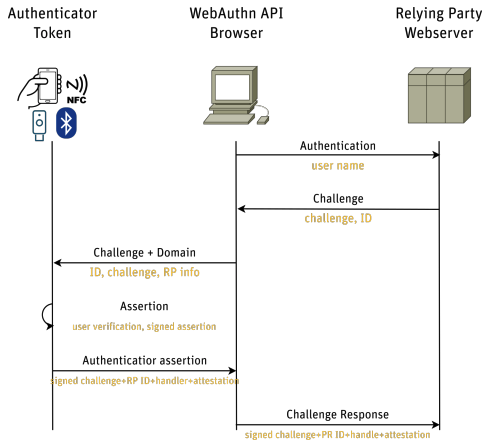 Authenticator
Token
WebAuthn API
Browser
Relying Party
Webserver
NFC
Authentication
user name
Challenge
challenge, ID
Challenge + Domain
ID, challenge, RP info
Assertion
user verification, signed assertion
Authenticatior assertion
signed challenge+RP ID+handler+attestation
Challenge Response
signed challenge+PR ID+handle+attestation